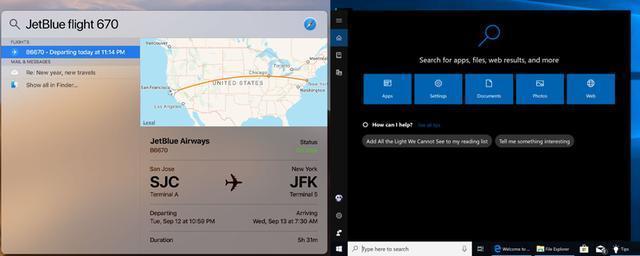 JetBlue flight 670
FLIGHTS
B6670 - Departing today at 11:14 PM
MAIL & MESSAGES
Re: New year, new travels
Show all in Finder...
Vancouver
San Francisco
Los Angeles
Chicago
New York
Washington
UNITED STATES
Legal
JetBlue Airways
Status
B6670
San Jose
New York
SJC
JFK
Terminal A
Terminal 5
Departing
Arriving
Tue, Sep 12 at 10:59 PM
Wed, Sep 13 at 7:30 AM
Duration
5h 31m
Search for apps, files, web results, and more
Apps
Settings
Documents
Photos
Web
How can I help?
See all tips
Add All the Light We Cannot See to my reading list
Tell me something interesting
Type here to search
Welcome to ...
File Explorer
Tips